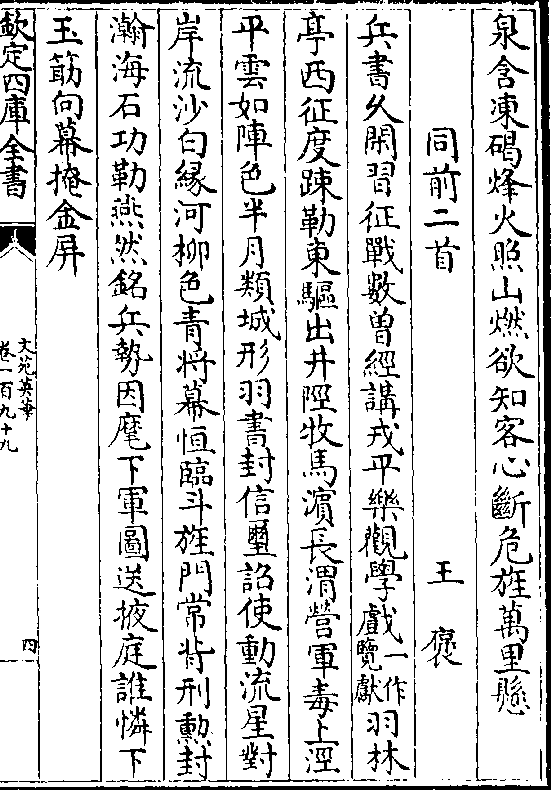 泉含凍碣烽火照山燃欲知客心斷危旌萬里懸
同前二首 王襃
兵書久閑習征戰數曾經講戎平樂觀學戲一作覽獻羽林
亭西征度踈勒東驅出井陘牧馬濵長渭營軍毒上涇
平雲如陣色半月類城形羽書封信璽詔使動流星對
岸流沙白縁河柳色青將幕恒臨斗旌門常背刑勲封
瀚海石功勒燕然銘兵勢因麾下軍圖送掖庭誰憐下
玉筯向幕掩金屏
欽定四庫全書
文苑英華
卷一百九十九
四